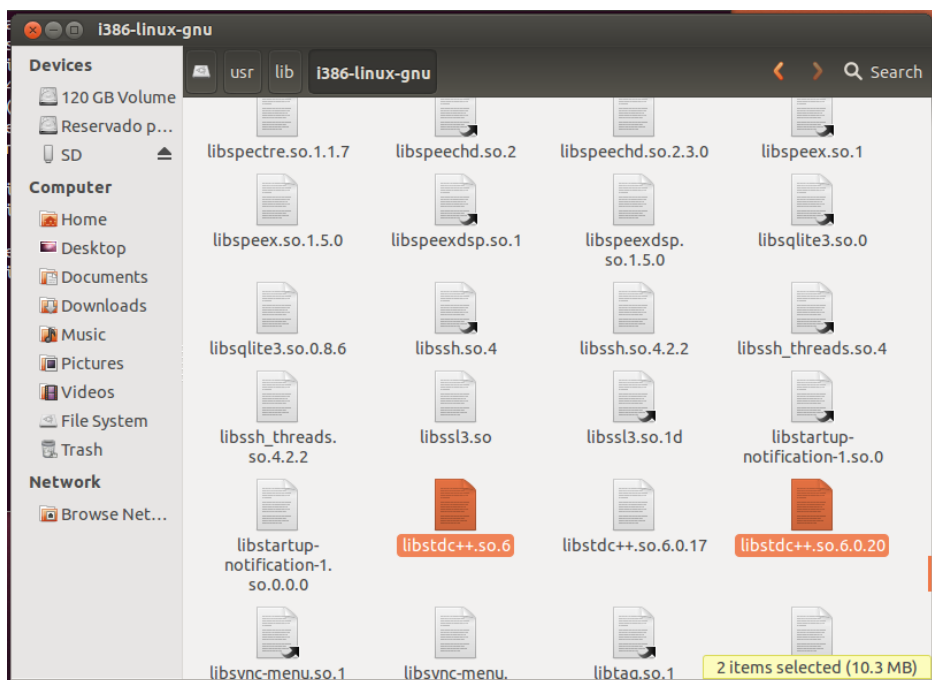 i386-linux-gnu
Devices
120 GB Volume
Reservado p...
SD
Computer
Home
Desktop
Documents
Downloads
Music
Pictures
Videos
File System
Trash
Network
Browse Net...
usr lib i386-linux-gnu Search
libspectre.so.1.1.7 libspeechd.so.2 libspeechd.so.2.3.0 libspeex.so.1
libspeex.so.1.5.0 libspeexdsp.so.1 libspeexdsp. libsqlite3.so.0
so.1.5.0
libsqlite3.so.0.8.6 libssh.so.4 libssh.so.4.2.2 libssh_threads.so.4
libssh_threads. libssl3.so libssl3.so.1d libstartup-
so.4.2.2 notification-1.so.0
libstartup- libstdc++.so.6 libstdc++.so.6.0.17 libstdc++.so.6.0.20
notification-1.
so.0.0.0
libsync-menu.so.1 libsync-menu. libtag.so.1
2 items selected (10.3 MB)